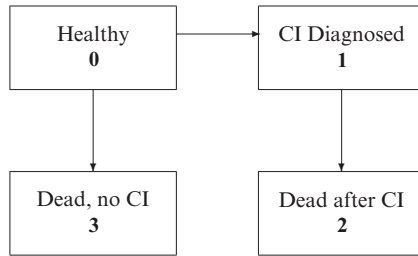 Healthy
0
CI Diagnosed
1
Dead, no CI
3
Dead after CI
2